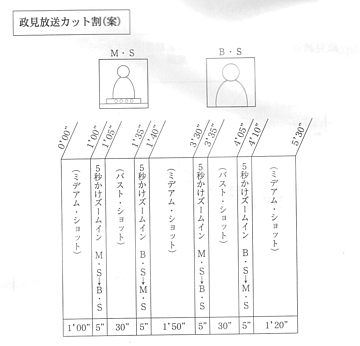 政見放送カット割(案)
M・S
B・S
○○○○
0'00"
1'00"
1'05"
1'35"
1'40"
3'30"
3'35"
4'05"
4'10"
5'30"
(ミデアム・ショット)
5秒かけズームイン M・S→B・S
(バスト・ショット)
5秒かけズームイン B・S→M・S
(ミデアム・ショット)
5秒かけズームイン M・S→B・S
(バスト・ショット)
5秒かけズームイン B・S→M・S
(ミデアム・ショット)
1'00"
5"
30"
5"
1'50"
5"
30"
5"
1'20"